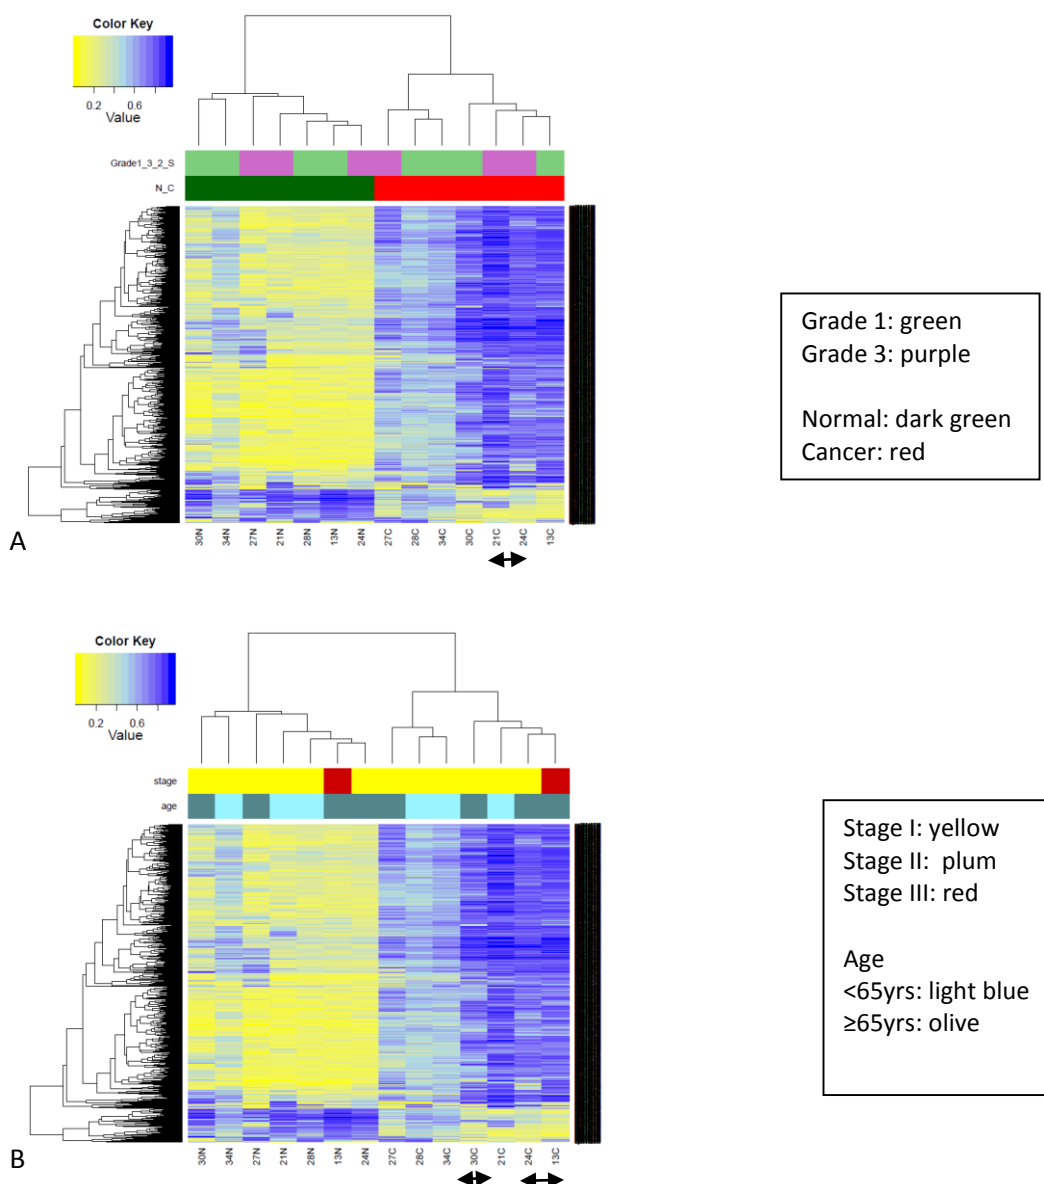 Color Key
0.2 0.6
Value
Grade1_3_2_S
N_C
30N 34N 27N 21N 28N 13N 24N 27C 28C 34C 30C 21C 24C 13C
A
Grade 1: green
Grade 3: purple
Normal: dark green
Cancer: red
Color Key
0.2 0.6
Value
stage
age
30N 34N 27N 21N 28N 13N 24N 27C 28C 34C 30C 21C 24C 13C
B
Stage I: yellow
Stage II: plum
Stage III: red
Age
<65yrs: light blue
≥65yrs: olive